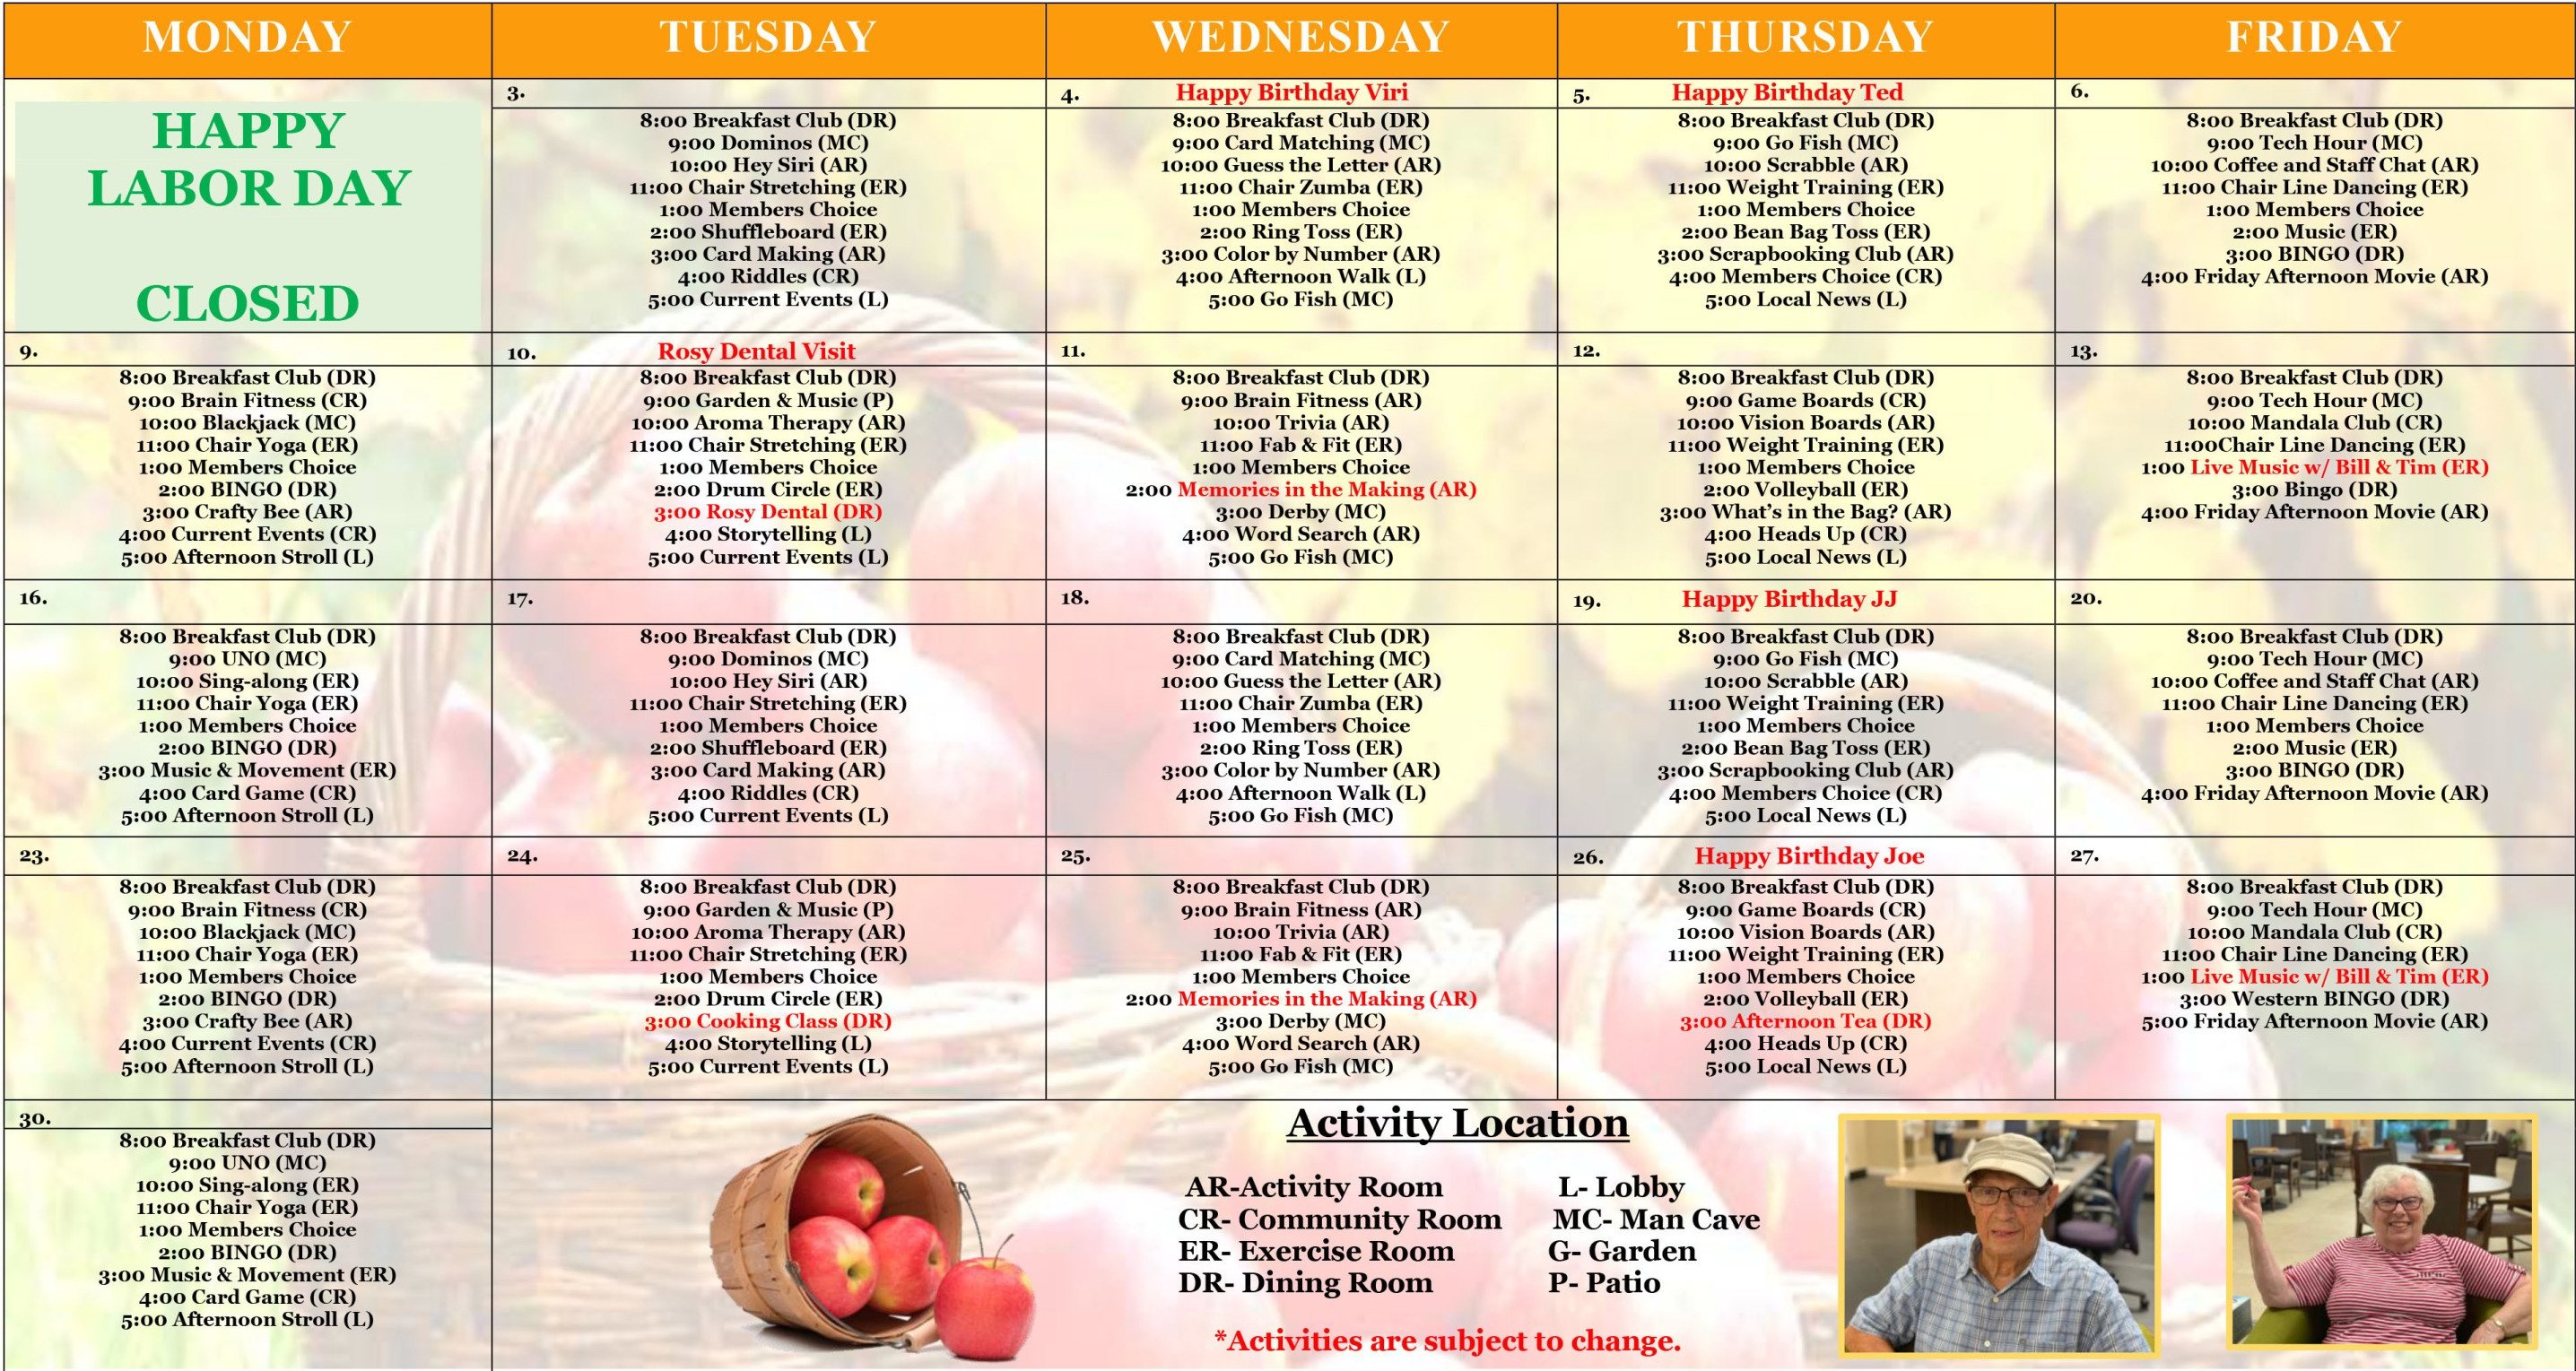 MONDAY
TUESDAY
WEDNESDAY
THURSDAY
FRIDAY
HAPPY
LABOR DAY
CLOSED
3.
8:00 Breakfast Club (DR)
9:00 Dominos (MC)
10:00 Hey Siri (AR)
11:00 Chair Stretching (ER)
1:00 Members Choice
2:00 Shuffleboard (ER)
3:00 Card Making (AR)
4:00 Riddles (CR)
5:00 Current Events (L)
4. Happy Birthday Viri
8:00 Breakfast Club (DR)
9:00 Card Matching (MC)
10:00 Guess the Letter (AR)
11:00 Chair Zumba (ER)
1:00 Members Choice
2:00 Ring Toss (ER)
3:00 Color by Number (AR)
4:00 Afternoon Walk (L)
5:00 Go Fish (MC)
5. Happy Birthday Ted
8:00 Breakfast Club (DR)
9:00 Go Fish (MC)
10:00 Scrabble (AR)
11:00 Weight Training (ER)
1:00 Members Choice
2:00 Bean Bag Toss (ER)
3:00 Scrapbooking Club (AR)
4:00 Members Choice (CR)
5:00 Local News (L)
6.
8:00 Breakfast Club (DR)
9:00 Tech Hour (MC)
10:00 Coffee and Staff Chat (AR)
11:00 Chair Line Dancing (ER)
1:00 Members Choice
2:00 Music (ER)
3:00 BINGO (DR)
4:00 Friday Afternoon Movie (AR)
9.
8:00 Breakfast Club (DR)
9:00 Brain Fitness (CR)
10:00 Blackjack (MC)
11:00 Chair Yoga (ER)
1:00 Members Choice
2:00 BINGO (DR)
3:00 Crafty Bee (AR)
4:00 Current Events (CR)
5:00 Afternoon Stroll (L)
10. Rosy Dental Visit
8:00 Breakfast Club (DR)
9:00 Garden & Music (P)
10:00 Aroma Therapy (AR)
11:00 Chair Stretching (ER)
1:00 Members Choice
2:00 Drum Circle (ER)
3:00 Rosy Dental (DR)
4:00 Storytelling (L)
5:00 Current Events (L)
11.
8:00 Breakfast Club (DR)
9:00 Brain Fitness (AR)
10:00 Trivia (AR)
11:00 Fab & Fit (ER)
1:00 Members Choice
2:00 Memories in the Making (AR)
3:00 Derby (MC)
4:00 Word Search (AR)
5:00 Go Fish (MC)
12.
8:00 Breakfast Club (DR)
9:00 Game Boards (CR)
10:00 Vision Boards (AR)
11:00 Weight Training (ER)
1:00 Members Choice
2:00 Volleyball (ER)
3:00 What's in the Bag? (AR)
4:00 Heads Up (CR)
5:00 Local News (L)
13.
8:00 Breakfast Club (DR)
9:00 Tech Hour (MC)
10:00 Mandala Club (CR)
11:00Chair Line Dancing (ER)
1:00 Live Music w/ Bill & Tim (ER)
3:00 Bingo (DR)
4:00 Friday Afternoon Movie (AR)
16.
8:00 Breakfast Club (DR)
9:00 UNO (MC)
10:00 Sing-along (ER)
11:00 Chair Yoga (ER)
1:00 Members Choice
2:00 BINGO (DR)
3:00 Music & Movement (ER)
4:00 Card Game (CR)
5:00 Afternoon Stroll (L)
17.
8:00 Breakfast Club (DR)
9:00 Dominos (MC)
10:00 Hey Siri (AR)
11:00 Chair Stretching (ER)
1:00 Members Choice
2:00 Shuffleboard (ER)
3:00 Card Making (AR)
4:00 Riddles (CR)
5:00 Current Events (L)
18.
8:00 Breakfast Club (DR)
9:00 Card Matching (MC)
10:00 Guess the Letter (AR)
11:00 Chair Zumba (ER)
1:00 Members Choice
2:00 Ring Toss (ER)
3:00 Color by Number (AR)
4:00 Afternoon Walk (L)
5:00 Go Fish (MC)
19. Happy Birthday JJ
8:00 Breakfast Club (DR)
9:00 Go Fish (MC)
10:00 Scrabble (AR)
11:00 Weight Training (ER)
1:00 Members Choice
2:00 Bean Bag Toss (ER)
3:00 Scrapbooking Club (AR)
4:00 Members Choice (CR)
5:00 Local News (L)
20.
8:00 Breakfast Club (DR)
9:00 Tech Hour (MC)
10:00 Coffee and Staff Chat (AR)
11:00 Chair Line Dancing (ER)
1:00 Members Choice
2:00 Music (ER)
3:00 BINGO (DR)
4:00 Friday Afternoon Movie (AR)
23.
8:00 Breakfast Club (DR)
9:00 Brain Fitness (CR)
10:00 Blackjack (MC)
11:00 Chair Yoga (ER)
1:00 Members Choice
2:00 BINGO (DR)
3:00 Crafty Bee (AR)
4:00 Current Events (CR)
5:00 Afternoon Stroll (L)
24.
8:00 Breakfast Club (DR)
9:00 Garden & Music (P)
10:00 Aroma Therapy (AR)
11:00 Chair Stretching (ER)
1:00 Members Choice
2:00 Drum Circle (ER)
3:00 Cooking Class (DR)
4:00 Storytelling (L)
5:00 Current Events (L)
25.
8:00 Breakfast Club (DR)
9:00 Brain Fitness (AR)
10:00 Trivia (AR)
11:00 Fab & Fit (ER)
1:00 Members Choice
2:00 Memories in the Making (AR)
3:00 Derby (MC)
4:00 Word Search (AR)
5:00 Go Fish (MC)
26. Happy Birthday Joe
8:00 Breakfast Club (DR)
9:00 Game Boards (CR)
10:00 Vision Boards (AR)
11:00 Weight Training (ER)
1:00 Members Choice
2:00 Volleyball (ER)
3:00 Afternoon Tea (DR)
4:00 Heads Up (CR)
5:00 Local News (L)
27.
8:00 Breakfast Club (DR)
9:00 Tech Hour (MC)
10:00 Mandala Club (CR)
11:00 Chair Line Dancing (ER)
1:00 Live Music w/ Bill & Tim (ER)
3:00 Western BINGO (DR)
5:00 Friday Afternoon Movie (AR)
30.
8:00 Breakfast Club (DR)
9:00 UNO (MC)
10:00 Sing-along (ER)
11:00 Chair Yoga (ER)
1:00 Members Choice
2:00 BINGO (DR)
3:00 Music & Movement (ER)
4:00 Card Game (CR)
5:00 Afternoon Stroll (L)
Activity Location
AR-Activity Room L- Lobby
CR- Community Room MC- Man Cave
ER- Exercise Room G- Garden
DR- Dining Room P- Patio
*Activities are subject to change.